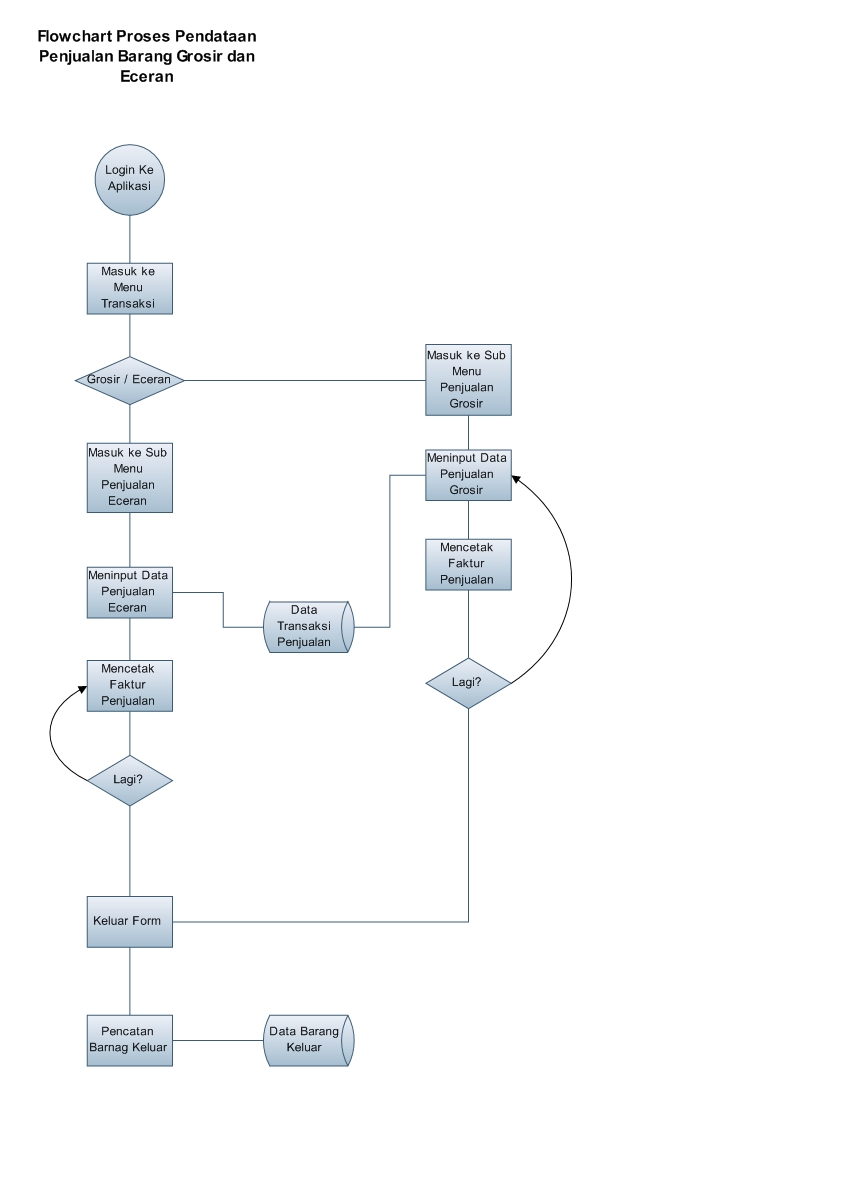 Flowchart Proses Pendataan
Penjualan Barang Grosir dan
Eceran
Login Ke
Aplikasi
Masuk ke
Menu
Transaksi
Grosir / Eceran
Masuk ke Sub
Menu
Penjualan
Grosir
Masuk ke Sub
Menu
Penjualan
Eceran
Meninput Data
Penjualan
Grosir
Mencetak
Faktur
Penjualan
Meninput Data
Penjualan
Eceran
Data
Transaksi
Penjualan
Mencetak
Faktur
Penjualan
Lagi?
Lagi?
Keluar Form
Pencatan
Barnag Keluar
Data Barang
Keluar